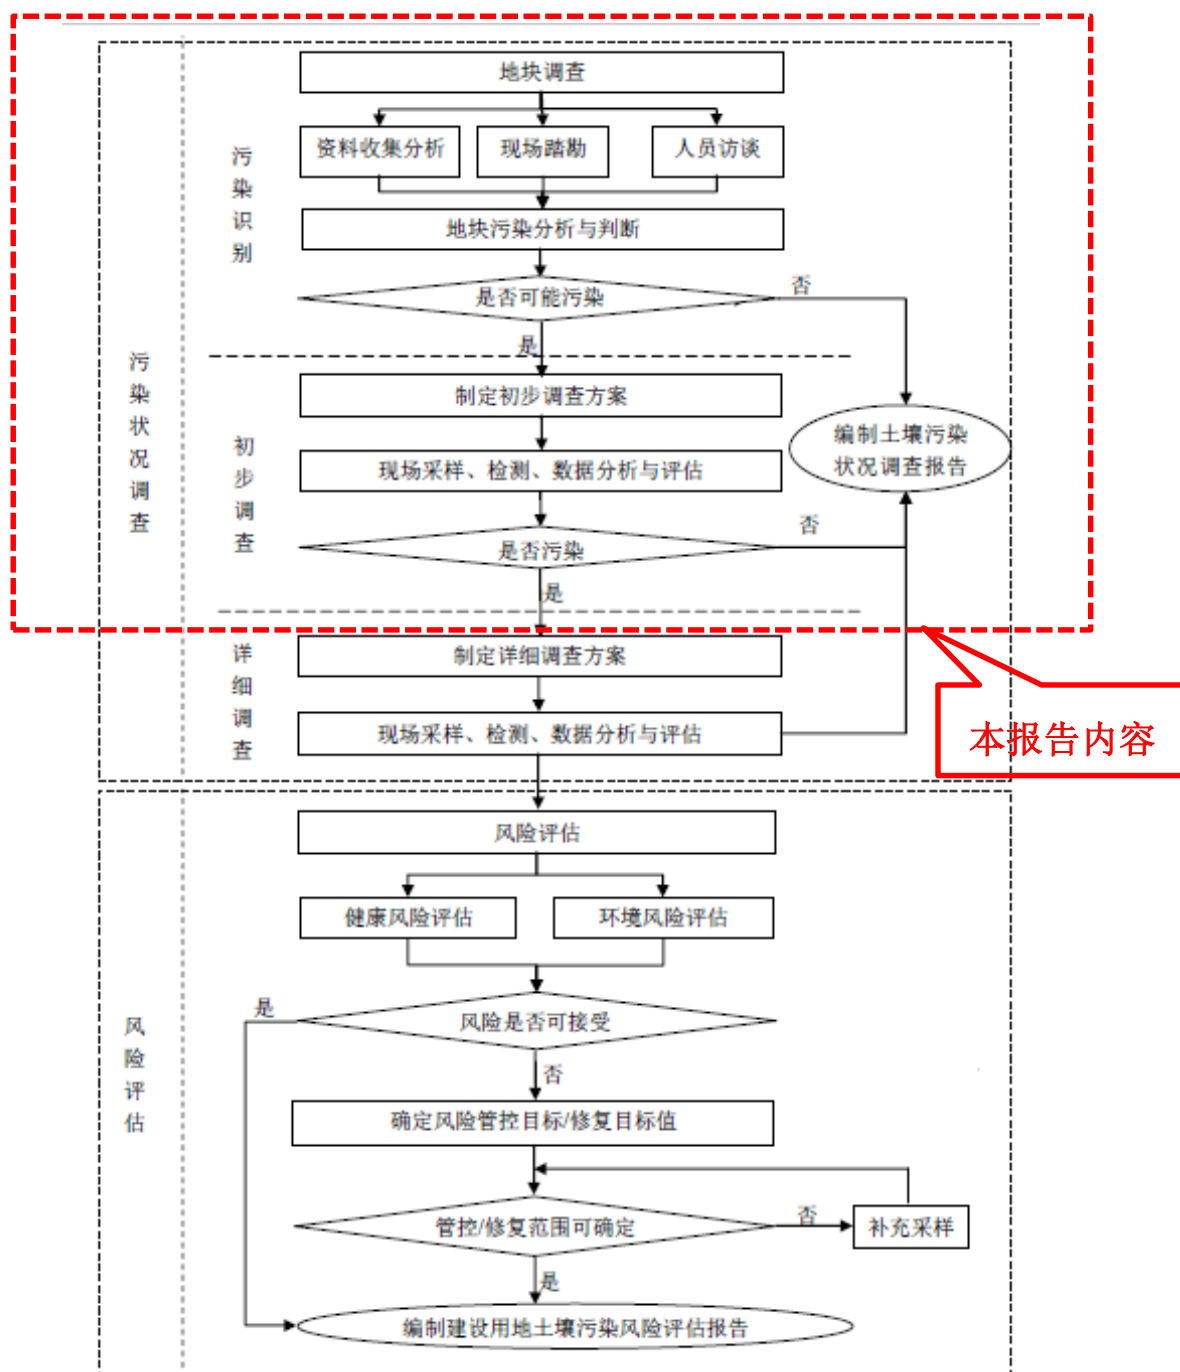 地块调查
资料收集分析
现场踏勘
人员访谈
污染识别
地块污染分析与判断
是否可能污染
否
是
污染状况调查
制定初步调查方案
编制土壤污染
状况调查报告
初步调查
现场采样、检测、数据分析与评估
是否污染
否
是
详细调查
制定详细调查方案
现场采样、检测、数据分析与评估
本报告内容
风险评估
健康风险评估
环境风险评估
是
风险是否可接受
风险评估
否
确定风险管控目标/修复目标值
管控/修复范围可确定
否
补充采样
是
编制建设用地土壤污染风险评估报告